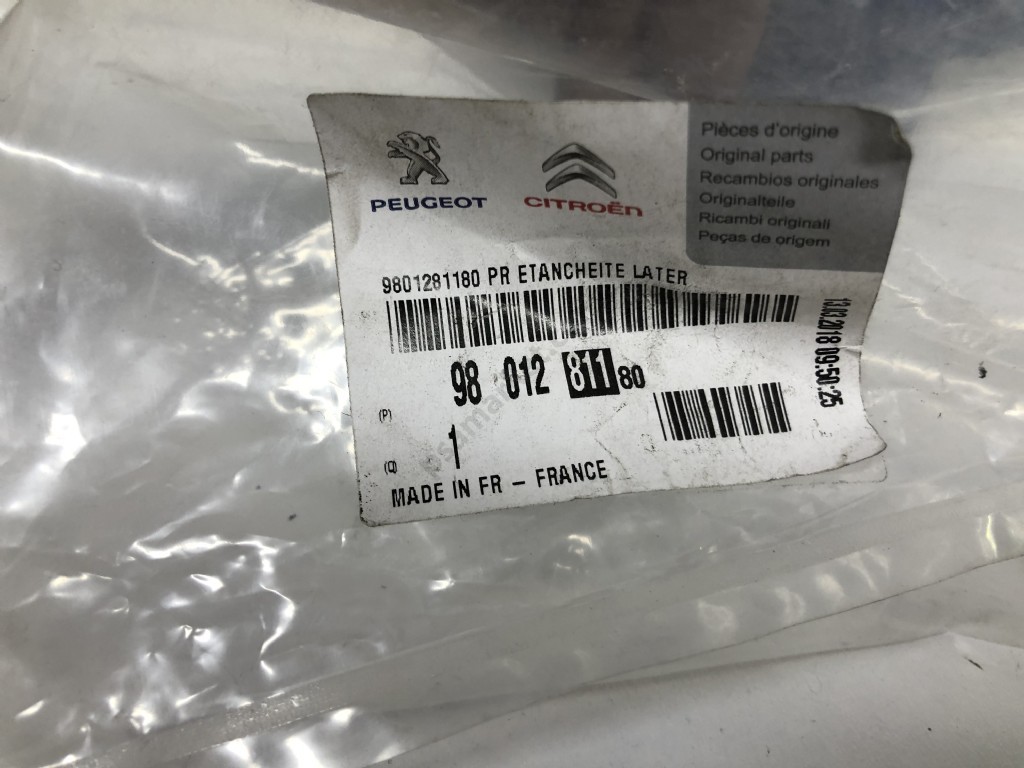 PEUGEOT
CITROËN
Pièces d'origine
Original parts
Recambios originales
Originalteile
Ricambi originali
Peças de origem
9801281180 PR ETANCHEITE LATER
13.03.2018 09:50:25
98 012 811 80
(P)
(Q) 1
MADE IN FR - FRANCE